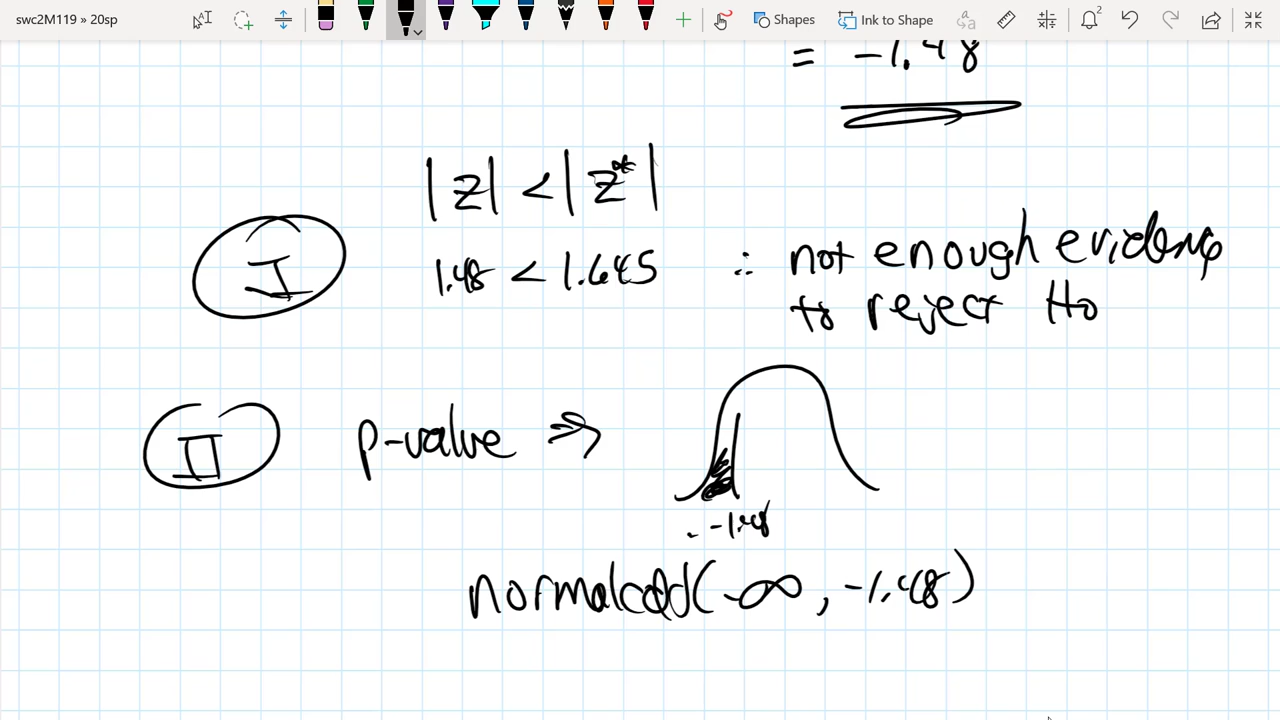 swc2M119 » 20sp
Shapes
Ink to Shape
2
= -1.48
|z| < |z*|
I
1.48 < 1.645 ∴ not enough evidence
to reject Ho
II
p-value ⇒
-1.48
normalcdf(-∞, -1.48)